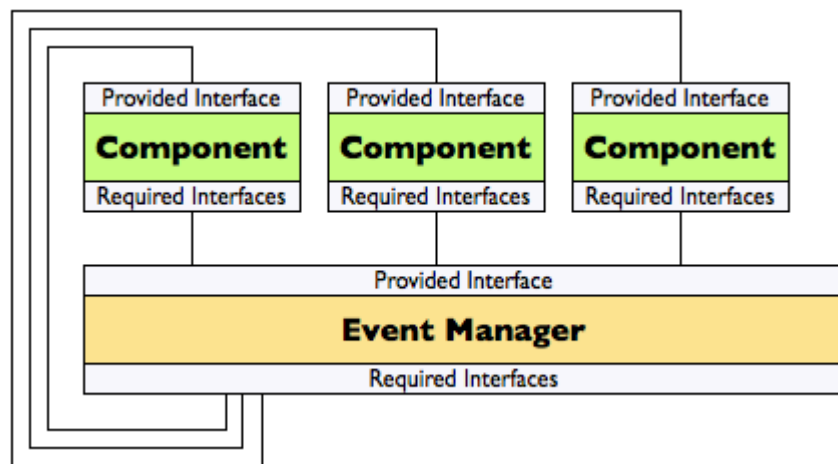 Provided Interface Provided Interface Provided Interface
Component Component Component
Required Interfaces Required Interfaces Required Interfaces
Provided Interface
Event Manager
Required Interfaces